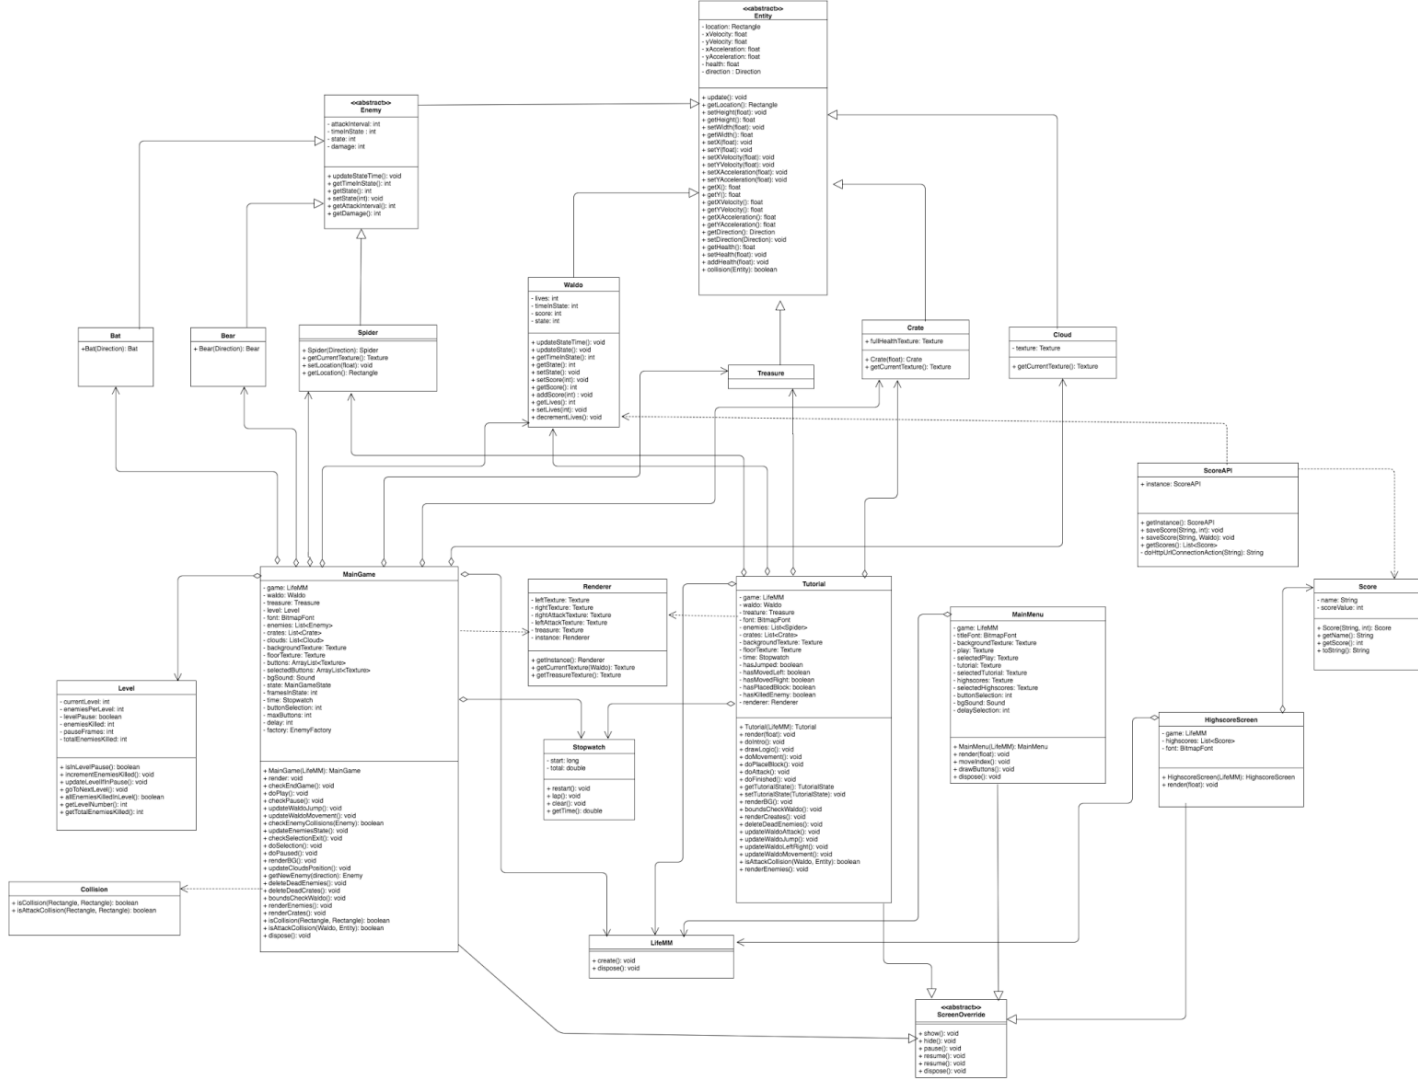 <<abstract>>
Entity
- location: Rectangle
- xVelocity: float
- yVelocity: float
- xAcceleration: float
- yAcceleration: float
- health: float
- direction : Direction
+ update(): void
+ getLocation(): Rectangle
+ setHeight(float): void
+ getHeight(): float
+ setWidth(float): void
+ getWidth(): float
+ setX(float): void
+ setY(float): void
+ setXVelocity(float): void
+ setYVelocity(float): void
+ setXAcceleration(float): void
+ setYAcceleration(float): void
+ getX(): float
+ getY(): float
+ getXVelocity(): float
+ getYVelocity(): float
+ getXAcceleration(): float
+ getYAcceleration(): float
+ getDirection(): Direction
+ setDirection(Direction): void
+ getHealth(): float
+ setHealth(float): void
+ addHealth(float): void
+ collision(Entity): boolean
<<abstract>>
Enemy
- attackInterval: int
- timeInState : int
- state: int
- damage: int
+ updateStateTime(): void
+ getTimeInState(): int
+ getState(): int
+ setState(int): void
+ getAttackInterval(): int
+ getDamage(): int
Waldo
- lives: int
- timeInState: int
- score: int
- state: int
+ updateStateTime(): void
+ updateState(): void
+ getTimeInState(): int
+ getState(): int
+ setState(): void
+ setScore(int): void
+ getScore(): int
+ addScore(int) : void
+ getLives(): int
+ setLives(int): void
+ decrementLives(): void
Bat
+Bat(Direction): Bat
Bear
+ Bear(Direction): Bear
Spider
+ Spider(Direction): Spider
+ getCurrentTexture(): Texture
+ setLocation(float): void
+ getLocation(): Rectangle
Treasure
Crate
+ fullHealthTexture: Texture
+ Crate(float): Crate
+ getCurrentTexture(): Texture
Cloud
- texture: Texture
+ getCurrentTexture(): Texture
ScoreAPI
+ instance: ScoreAPI
+ getInstance(): ScoreAPI
+ saveScore(String, int): void
+ saveScore(String, Waldo): void
+ getScores(): List<Score>
- doHttpUrlConnectionAction(String): String
MainGame
- game: LifeMM
- waldo: Waldo
- treasure: Treasure
- level: Level
- font: BitmapFont
- enemies: List<Enemy>
- crates: List<Crate>
- clouds: List<Cloud>
- backgroundTexture: Texture
- floorTexture: Texture
- buttons: ArrayList<Texture>
- selectedButtons: ArrayList<Texture>
- bgSound: Sound
- state: MainGameState
- framesInState: int
- time: Stopwatch
- buttonSelection: int
- maxButtons: int
- delay: int
- factory: EnemyFactory
+ MainGame(LifeMM): MainGame
+ render: void
+ checkEndGame(): void
+ doPlay(): void
+ checkPause(): void
+ updateWaldoJump(): void
+ updateWaldoMovement(): void
+ checkEnemyCollisions(Enemy): boolean
+ updateEnemiesState(): void
+ checkSelectionExit(): void
+ doSelection(): void
+ doPaused(): void
+ renderBG(): void
+ updateCloudsPosition(): void
+ getNewEnemy(direction): Enemy
+ deleteDeadEnemies(): void
+ deleteDeadCrates(): void
+ boundsCheckWaldo(): void
+ renderEnemies(): void
+ renderCrates(): void
+ isCollision(Rectangle, Rectangle): boolean
+ isAttackCollision(Waldo, Entity): boolean
+ dispose(): void
Renderer
- leftTexture: Texture
- rightTexture: Texture
- rightAttackTexture: Texture
- leftAttackTexture: Texture
- treasure: Texture
- instance: Renderer
+ getInstance(): Renderer
+ getCurrentTexture(Waldo): Texture
+ getTreasureTexture(): Texture
Tutorial
- game: LifeMM
- waldo: Waldo
- treature: Treasure
- font: BitmapFont
- enemies: List<Spider>
- crates: List<Crate>
- backgroundTexture: Texture
- floorTexture: Texture
- time: Stopwatch
- hasJumped: boolean
- hasMovedLeft: boolean
- hasMovedRight: boolean
- hasPlacedBlock: boolean
- hasKilledEnemy: boolean
- renderer: Renderer
+ Tutorial(LifeMM): Tutorial
+ render(float): void
+ doIntro(): void
+ drawLogic(): void
+ doMovement(): void
+ doPlaceBlock(): void
+ doAttack(): void
+ doFinished(): void
+ getTutorialState(): TutorialState
+ setTutorialState(TutorialState): void
+ renderBG(): void
+ boundsCheckWaldo(): void
+ renderCreates(): void
+ deleteDeadEnemies(): void
+ updateWaldoAttack(): void
+ updateWaldoJump(): void
+ updateWaldoLeftRight(): void
+ updateWaldoMovement(): void
+ isAttackCollision(Waldo, Entity): boolean
+ renderEnemies(): void
MainMenu
- game: LifeMM
- titleFont: BitmapFont
- backgroundTexture: Texture
- play: Texture
- selectedPlay: Texture
- tutorial: Texture
- selectedTutorial: Texture
- highscores: Texture
- selectedHighscores: Texture
- buttonSelection: int
- bgSound: Sound
- delaySelection: int
+ MainMenu(LifeMM): MainMenu
+ render(float): void
+ moveIndex(): void
+ drawButtons(): void
+ dispose(): void
Score
- name: String
- scoreValue: int
+ Score(String, int): Score
+ getName(): String
+ getScore(): int
+ toString(): String
Level
- currentLevel: int
- enemiesPerLevel: int
- levelPause: boolean
- enemiesKilled: int
- pauseFrames: int
- totalEnemiesKilled: int
+ isInLevelPause(): boolean
+ incrementEnemiesKilled(): void
+ updateLevelIfInPause(): void
+ goToNextLevel(): void
+ allEnemiesKilledInLevel(): boolean
+ getLevelNumber(): int
+ getTotalEnemiesKilled(): int
Stopwatch
- start: long
- total: double
+ restart(): void
+ lap(): void
+ clear(): void
+ getTime(): double
HighscoreScreen
- game: LifeMM
- highscores: List<Score>
- font: BitmapFont
+ HighscoreScreen(LifeMM): HighscoreScreen
+ render(float): void
Collision
+ isCollision(Rectangle, Rectangle): boolean
+ isAttackCollision(Rectangle, Rectangle): boolean
LifeMM
+ create(): void
+ dispose(): void
<<abstract>>
ScreenOverride
+ show(): void
+ hide(): void
+ pause(): void
+ resume(): void
+ resume(): void
+ dispose(): void